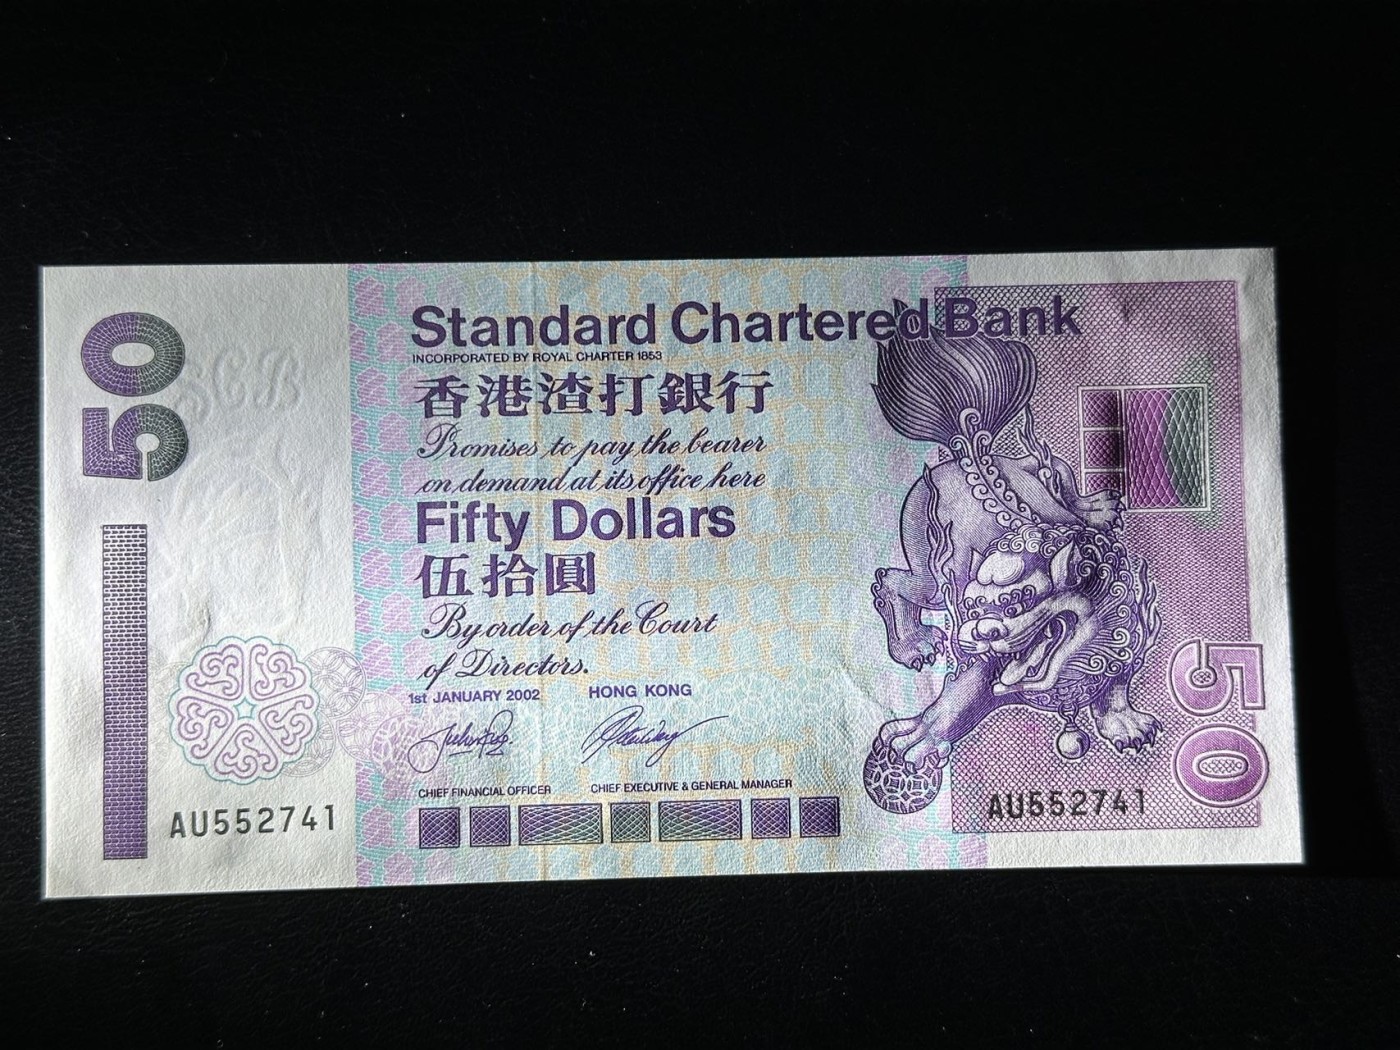 50
SCB
Standard Chartered Bank
INCORPORATED BY ROYAL CHARTER 1853
香港渣打銀行
Promises to pay the bearer
on demand at its office here
Fifty Dollars
伍拾圓
By order of the Court
of Directors.
1st JANUARY 2002 HONG KONG
CHIEF FINANCIAL OFFICER CHIEF EXECUTIVE & GENERAL MANAGER
AU552741
AU552741
50